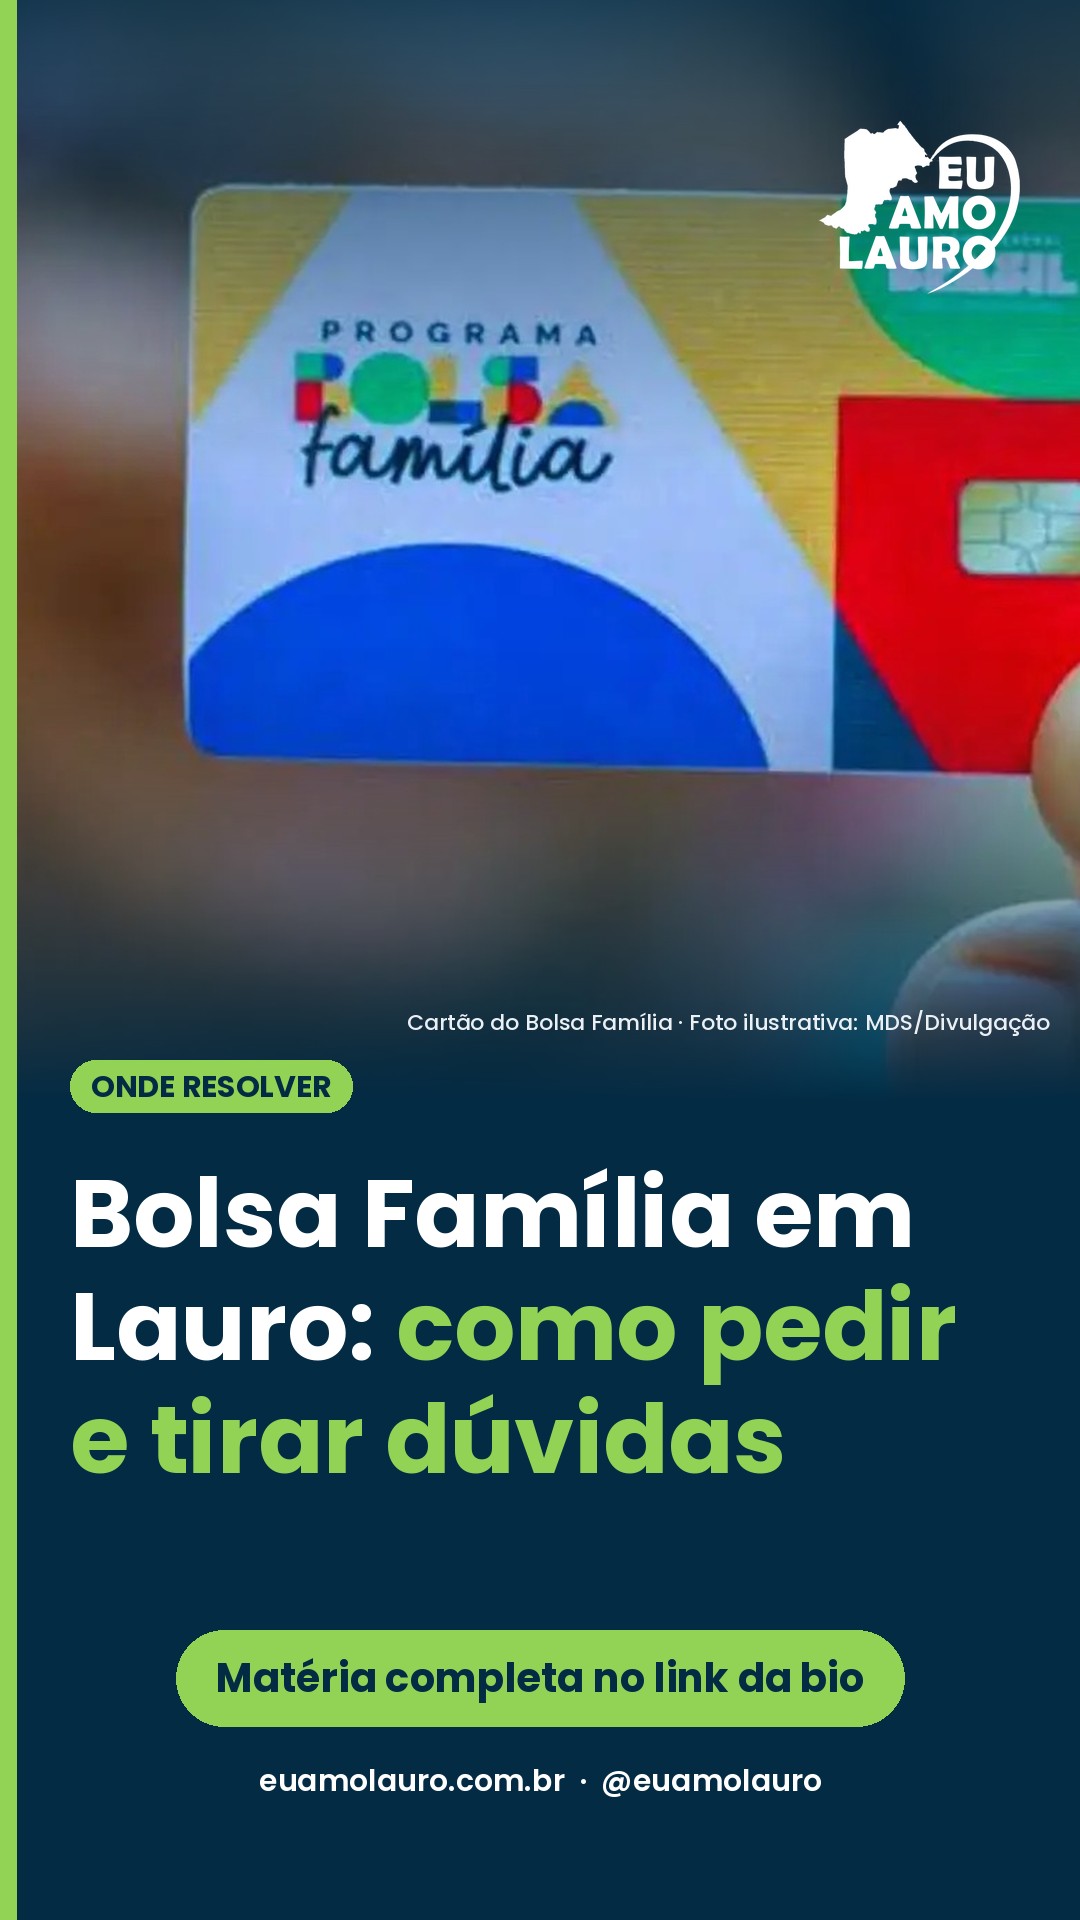 EU
AMO
LAURO
PROGRAMA
BOLSA
família
Cartão do Bolsa Família · Foto ilustrativa: MDS/Divulgação
ONDE RESOLVER
Bolsa Família em
Lauro: como pedir
e tirar dúvidas
Matéria completa no link da bio
euamolauro.com.br · @euamolauro